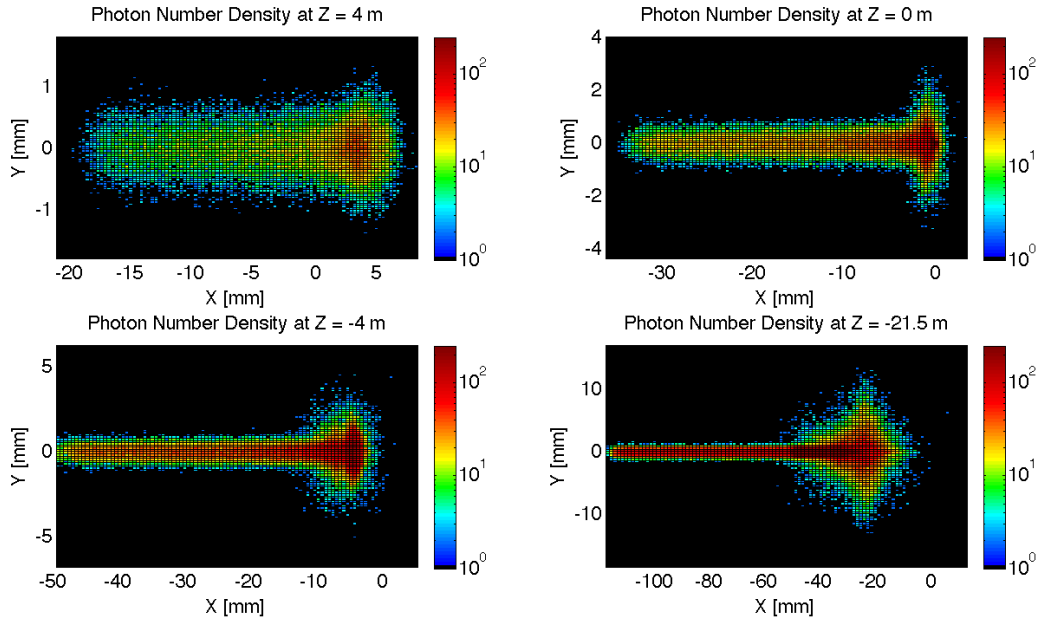 Photon Number Density at Z = 4 m
Y [mm]
1
0
-1
-20 -15 -10 -5 0 5
X [mm]
10^2
10^1
10^0
Photon Number Density at Z = 0 m
Y [mm]
4
2
0
-2
-4
-30 -20 -10 0
X [mm]
10^2
10^1
10^0
Photon Number Density at Z = -4 m
Y [mm]
5
0
-5
-50 -40 -30 -20 -10 0
X [mm]
10^2
10^1
10^0
Photon Number Density at Z = -21.5 m
Y [mm]
10
0
-10
-100 -80 -60 -40 -20 0
X [mm]
10^2
10^1
10^0